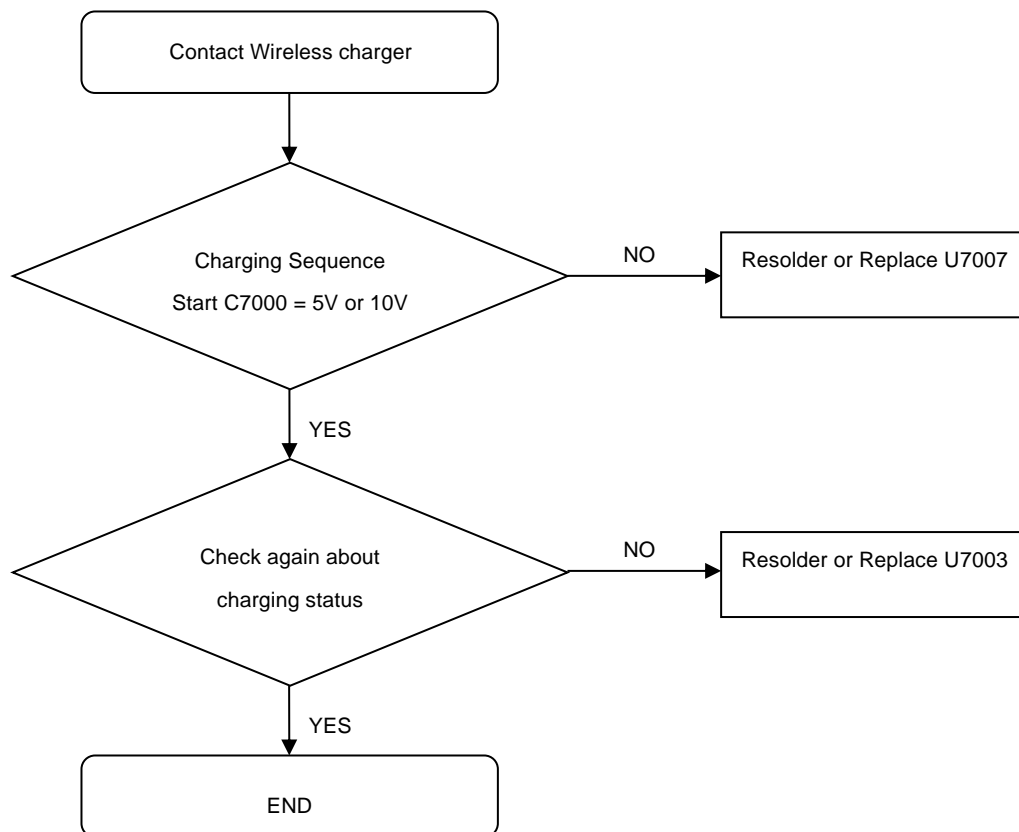 Contact Wireless charger
Charging Sequence
Start C7000 = 5V or 10V
NO
Resolder or Replace U7007
YES
Check again about
charging status
NO
Resolder or Replace U7003
YES
END